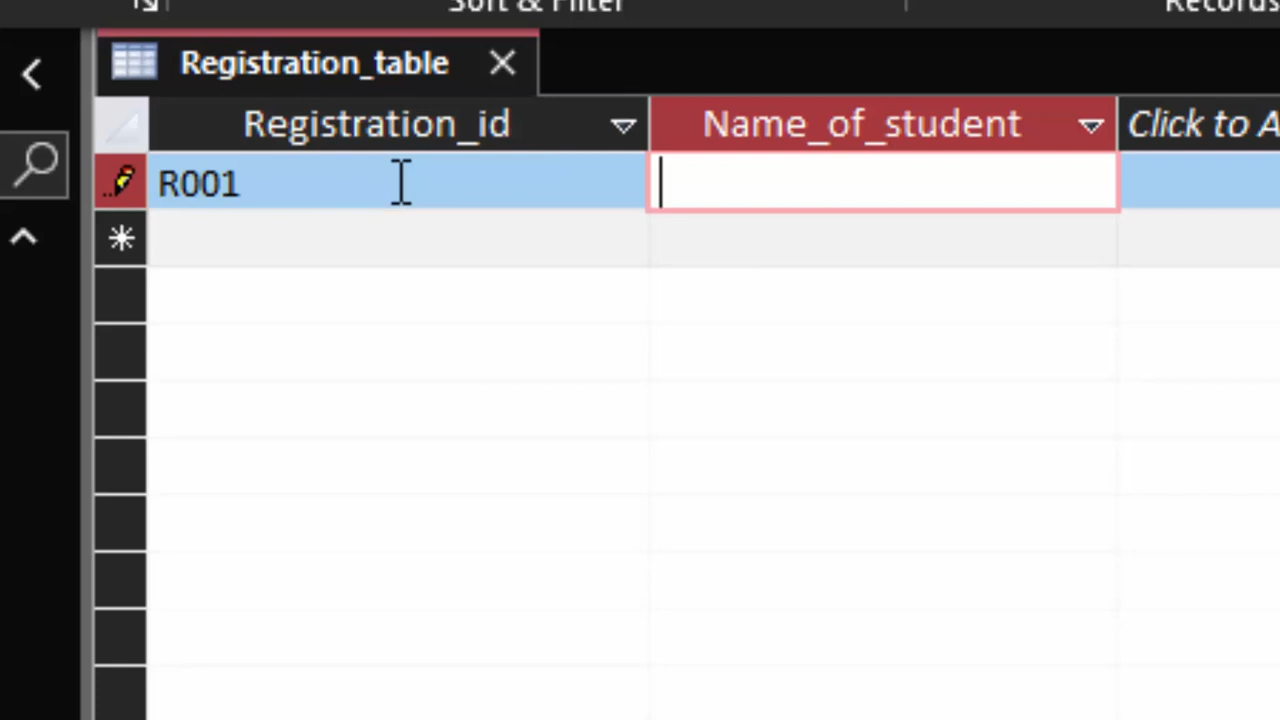 Sort & Filter
Records
Registration_table
Registration_id
Name_of_student
Click to A
R001